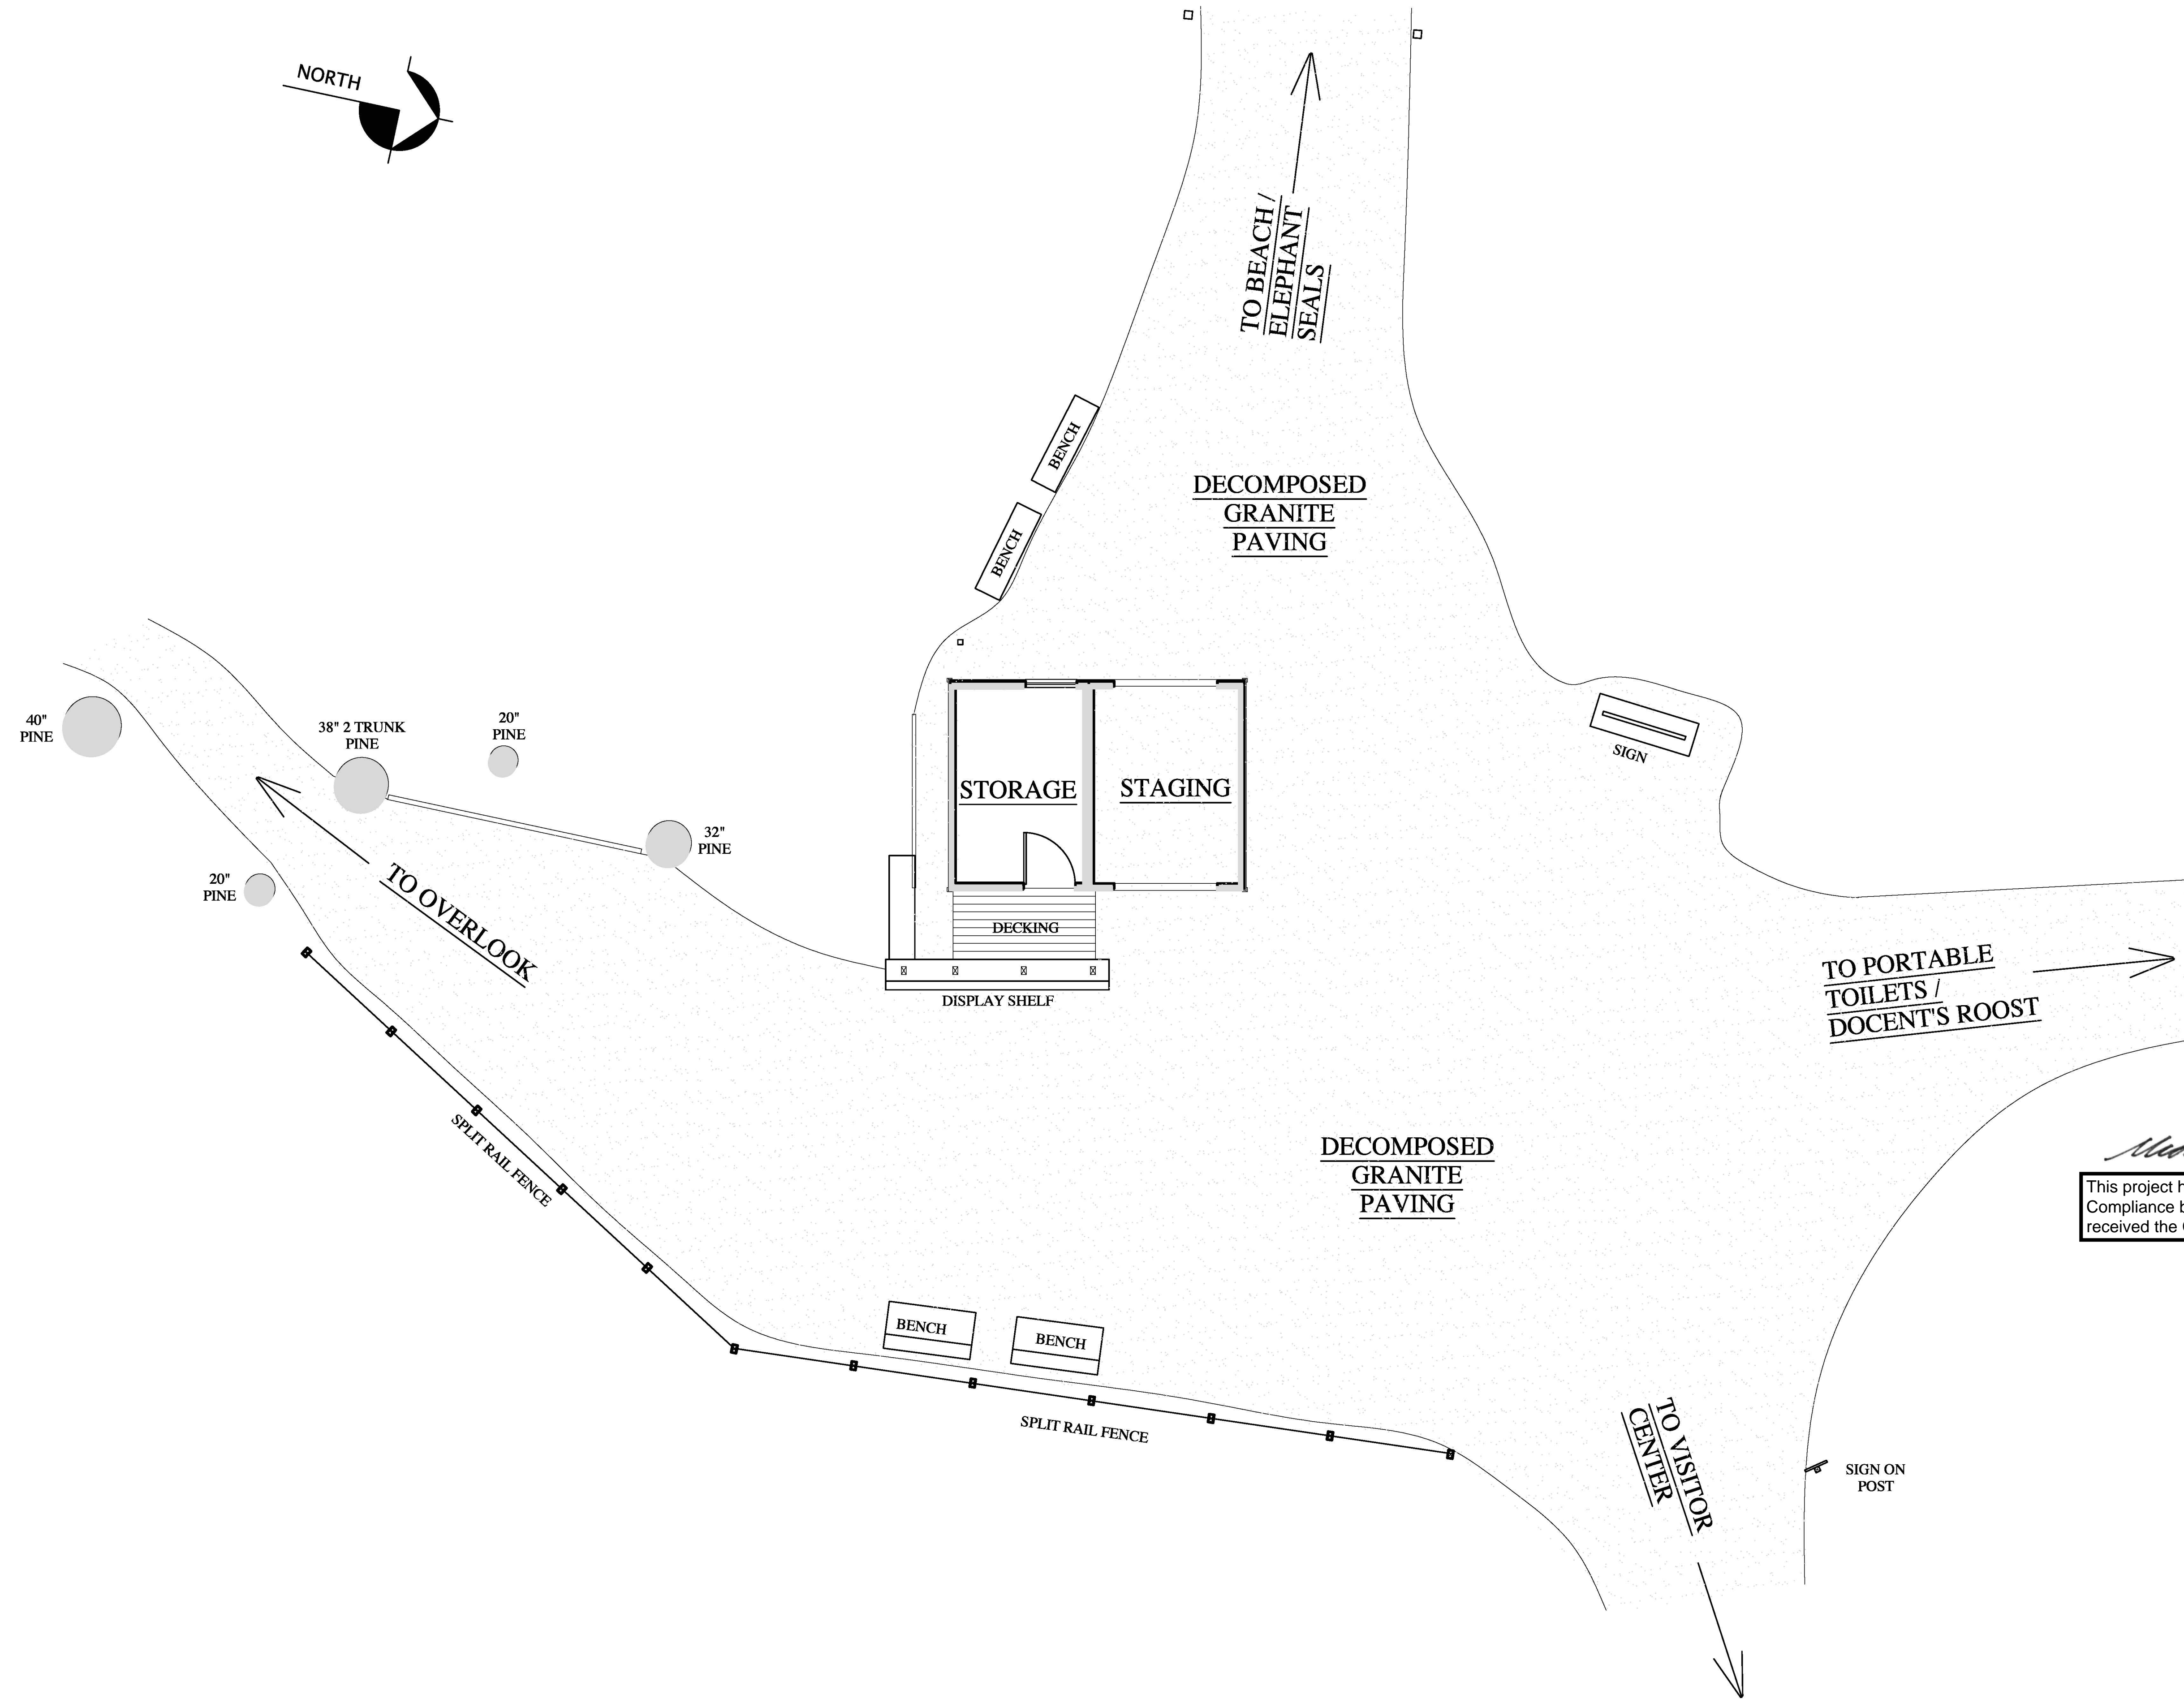 NORTH
TO BEACH /
ELEPHANT
SEALS
BENCH
BENCH
DECOMPOSED
GRANITE
PAVING
40"
PINE
38" 2 TRUNK
PINE
20"
PINE
32"
PINE
20"
PINE
TO OVERLOOK
STORAGE
STAGING
SIGN
DECKING
DISPLAY SHELF
TO PORTABLE
TOILETS /
DOCENT'S ROOST
SPLIT RAIL FENCE
DECOMPOSED
GRANITE
PAVING
This project
Compliance
received the
BENCH
BENCH
SPLIT RAIL FENCE
TO VISITOR
CENTER
SIGN ON
POST